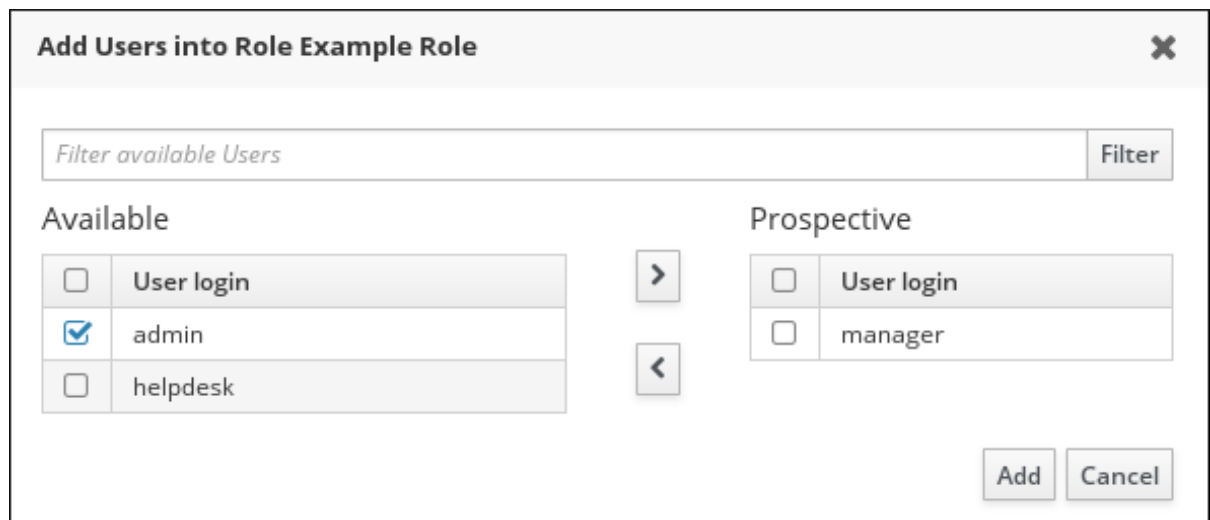 Add Users into Role Example Role
Filter available Users
Filter
Available
Prospective
User login
admin
helpdesk
User login
manager
Add
Cancel